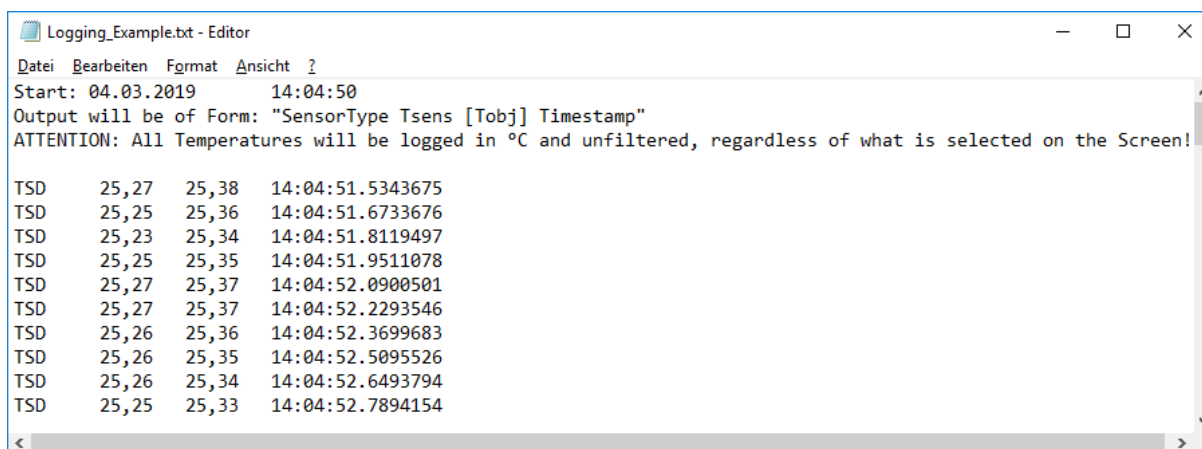 Logging_Example.txt - Editor
Datei Bearbeiten Format Ansicht ?
Start: 04.03.2019 14:04:50
Output will be of Form: "SensorType Tsens [Tobj] Timestamp"
ATTENTION: All Temperatures will be logged in °C and unfiltered, regardless of what is selected on the Screen!
TSD 25,27 25,38 14:04:51.5343675
TSD 25,25 25,36 14:04:51.6733676
TSD 25,23 25,34 14:04:51.8119497
TSD 25,25 25,35 14:04:51.9511078
TSD 25,27 25,37 14:04:52.0900501
TSD 25,27 25,37 14:04:52.2293546
TSD 25,26 25,36 14:04:52.3699683
TSD 25,26 25,35 14:04:52.5095526
TSD 25,26 25,34 14:04:52.6493794
TSD 25,25 25,33 14:04:52.7894154